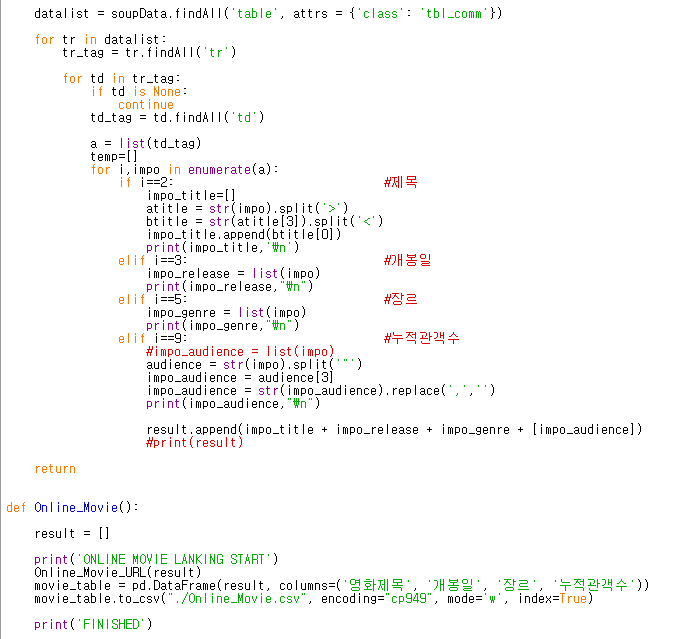 datalist = soupData.findAll('table', attrs = {'class': 'tbl_comm'})
for tr in datalist:
tr_tag = tr.findAll('tr')
for td in tr_tag:
if td is None:
continue
td_tag = td.findAll('td')
a = list(td_tag)
temp=[]
for i,impo in enumerate(a):
if i==2: #제목
impo_title=[]
atitle = str(impo).split('>')
btitle = str(atitle[3]).split('<')
impo_title.append(btitle[0])
print(impo_title,'₩n')
elif i==3: #개봉일
impo_release = list(impo)
print(impo_release,"₩n")
elif i==5: #장르
impo_genre = list(impo)
print(impo_genre,"₩n")
elif i==9: #누적관객수
#impo_audience = list(impo)
audience = str(impo).split('"')
impo_audience = audience[3]
impo_audience = str(impo_audience).replace(',','')
print(impo_audience,"₩n")
result.append(impo_title + impo_release + impo_genre + [impo_audience])
#print(result)
return
def Online_Movie():
result = []
print('ONLINE MOVIE LANKING START')
Online_Movie_URL(result)
movie_table = pd.DataFrame(result, columns=('영화제목', '개봉일', '장르', '누적관객수'))
movie_table.to_csv("./Online_Movie.csv", encoding="cp949", mode='w', index=True)
print('FINISHED')